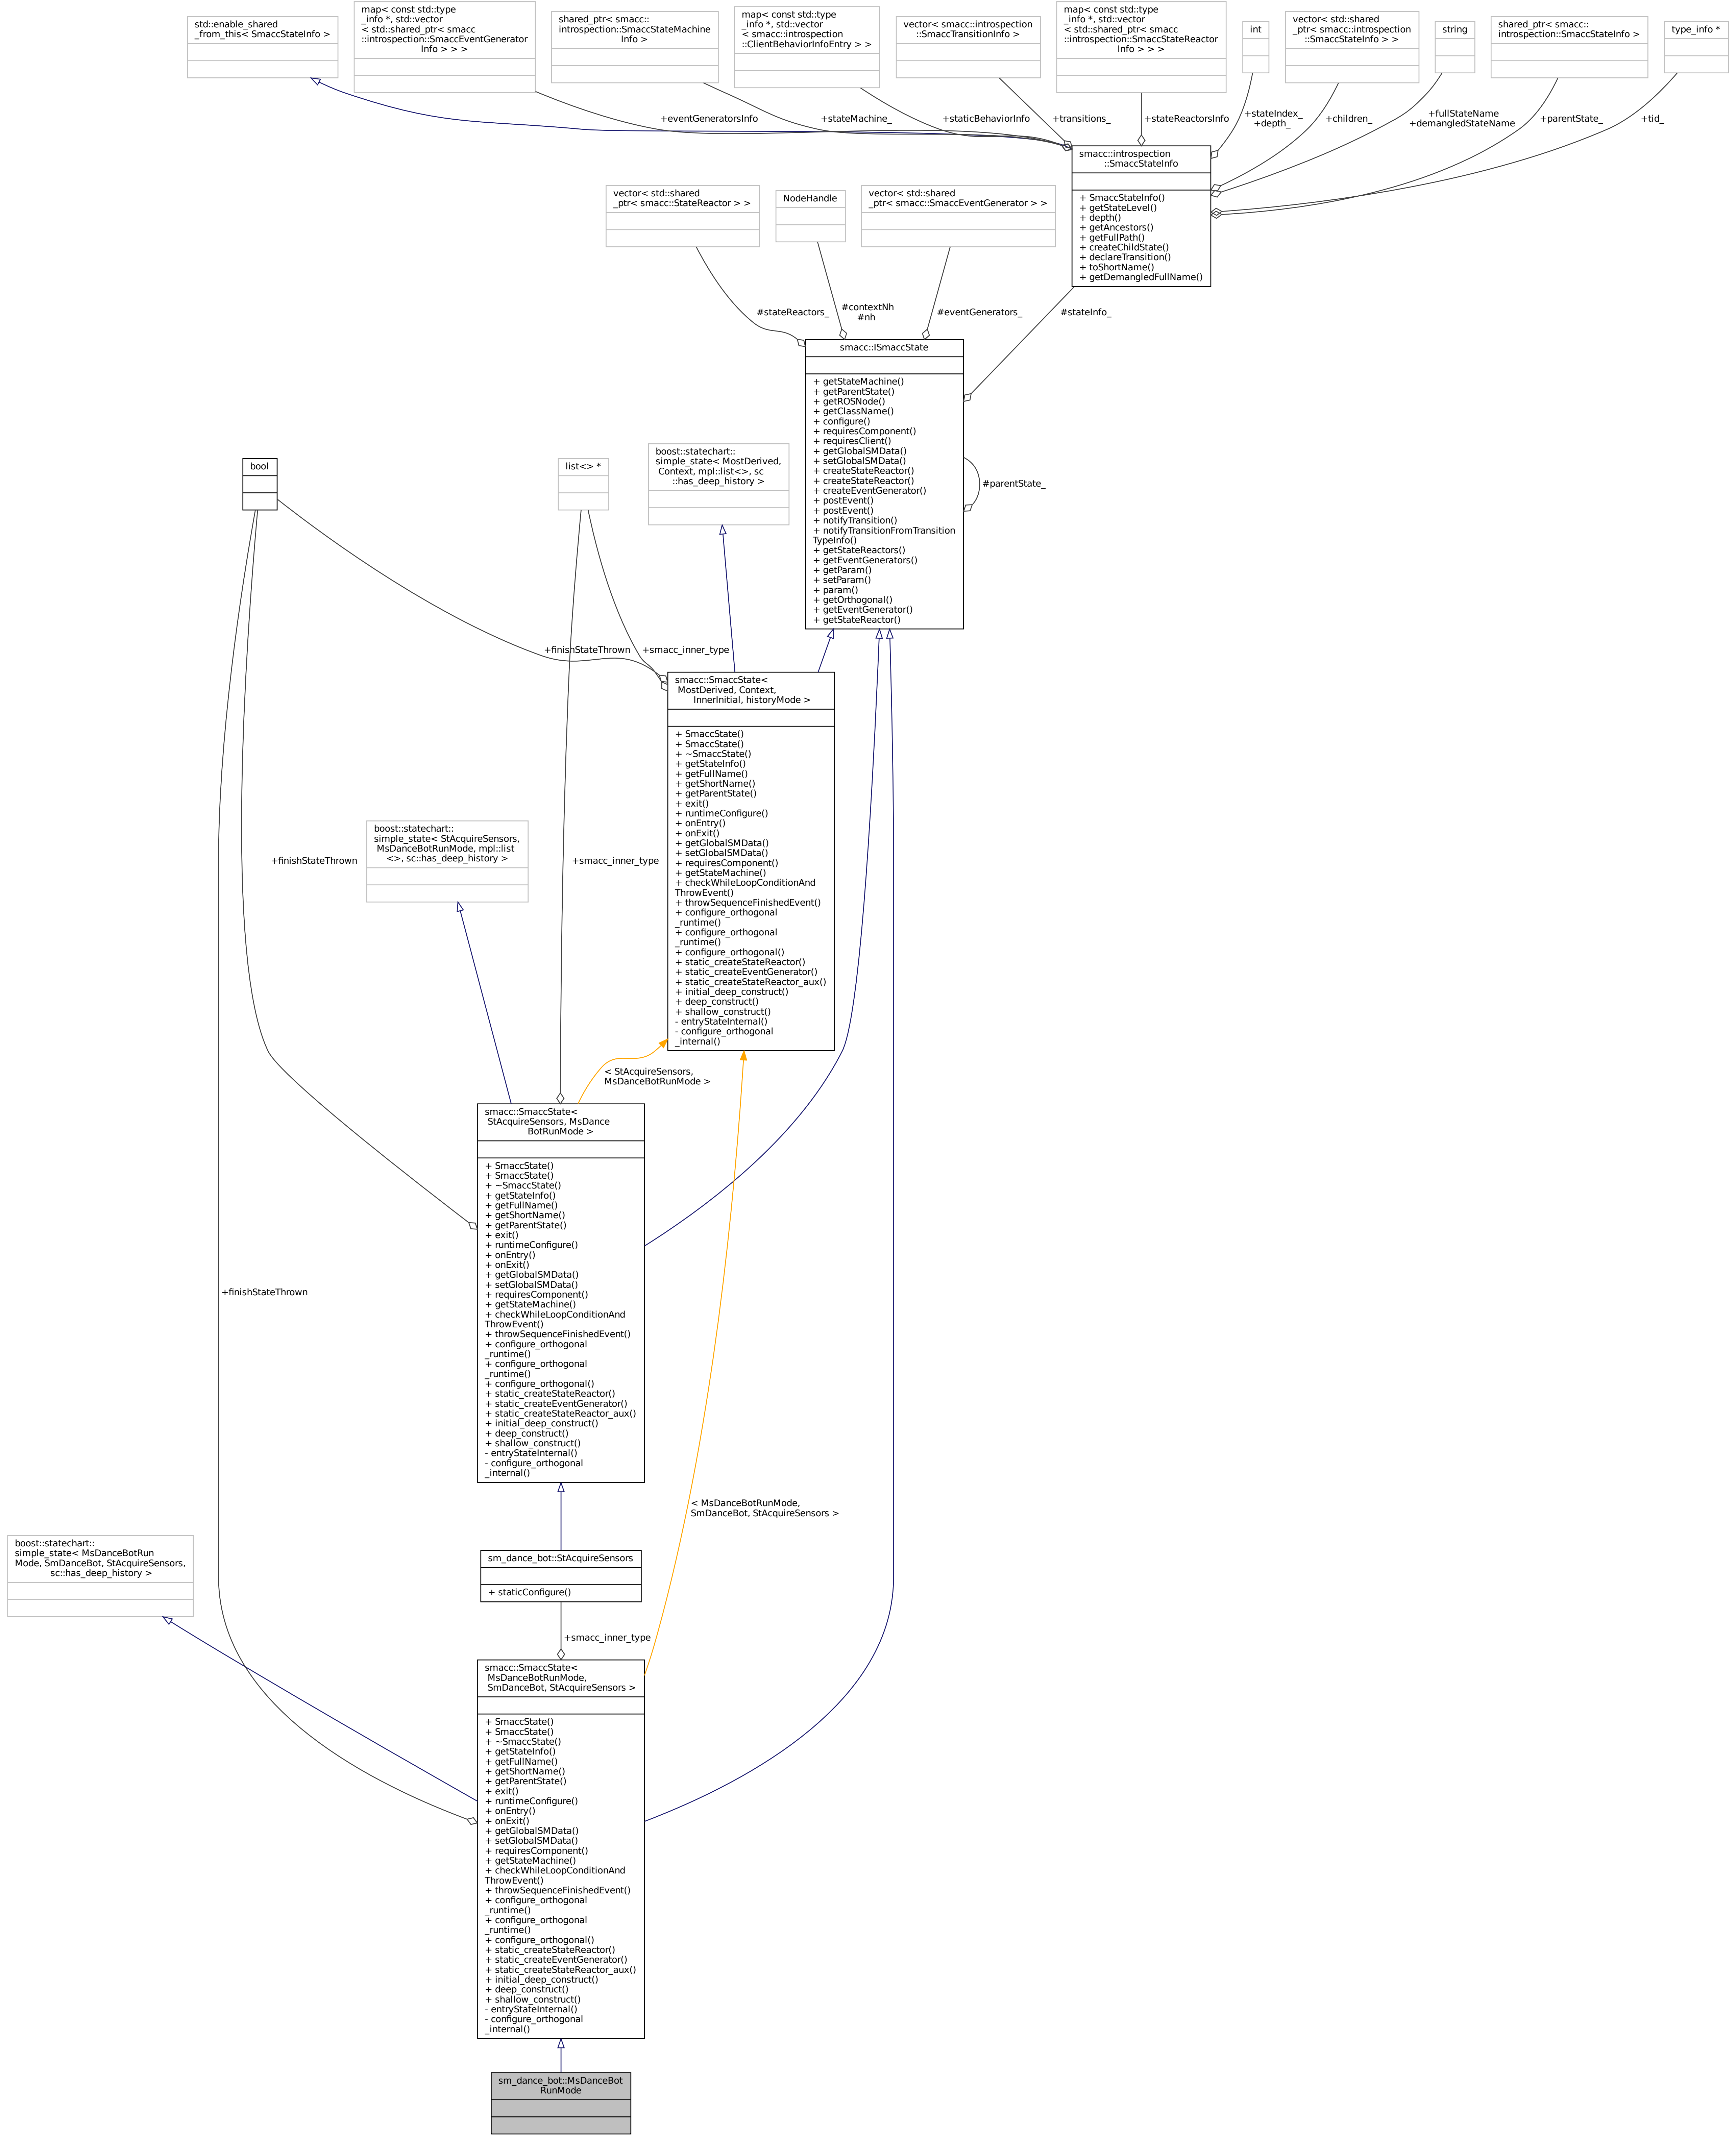 std::enable_shared
_from_this< SmaccStateInfo >
map< const std::type
_info *, std::vector
< std::shared_ptr< smacc
::introspection::SmaccEventGenerator
Info > > >
shared_ptr< smacc::
introspection::SmaccStateMachine
Info >
map< const std::type
_info *, std::vector
< smacc::introspection
::ClientBehaviorInfoEntry > >
vector< smacc::introspection
::SmaccTransitionInfo >
map< const std::type
_info *, std::vector
< std::shared_ptr< smacc
::introspection::SmaccStateReactor
Info > > >
int
vector< std::shared
_ptr< smacc::introspection
::SmaccStateInfo > >
string
shared_ptr< smacc::
introspection::SmaccStateInfo >
type_info *
+eventGeneratorsInfo
+stateMachine_
+staticBehaviorInfo
+transitions_
+stateReactorsInfo
+stateIndex_
+depth_
+children_
+fullStateName
+demangledStateName
+parentState_
+tid_
smacc::introspection
::SmaccStateInfo
+ SmaccStateInfo()
+ getStateLevel()
+ depth()
+ getAncestors()
+ getFullPath()
+ createChildState()
+ declareTransition()
+ toShortName()
+ getDemangledFullName()
vector< std::shared
_ptr< smacc::StateReactor > >
NodeHandle
vector< std::shared
_ptr< smacc::SmaccEventGenerator > >
#stateReactors_
#contextNh
#nh
#eventGenerators_
#stateInfo_
smacc::ISmaccState
+ getStateMachine()
+ getParentState()
+ getROSNode()
+ getClassName()
+ configure()
+ requiresComponent()
+ requiresClient()
+ getGlobalSMData()
+ setGlobalSMData()
+ createStateReactor()
+ createStateReactor()
+ createEventGenerator()
+ postEvent()
+ postEvent()
+ notifyTransition()
+ notifyTransitionFromTransition
TypeInfo()
+ getStateReactors()
+ getEventGenerators()
+ getParam()
+ setParam()
+ param()
+ getOrthogonal()
+ getEventGenerator()
+ getStateReactor()
#parentState_
bool
list<> *
boost::statechart::
simple_state< MostDerived,
Context, mpl::list<>, sc
::has_deep_history >
+finishStateThrown
+smacc_inner_type
smacc::SmaccState<
MostDerived, Context,
InnerInitial, historyMode >
+ SmaccState()
+ SmaccState()
+ ~SmaccState()
+ getStateInfo()
+ getFullName()
+ getShortName()
+ getParentState()
+ exit()
+ runtimeConfigure()
+ onEntry()
+ onExit()
+ getGlobalSMData()
+ setGlobalSMData()
+ requiresComponent()
+ getStateMachine()
+ checkWhileLoopConditionAnd
ThrowEvent()
+ throwSequenceFinishedEvent()
+ configure_orthogonal
_runtime()
+ configure_orthogonal
_runtime()
+ configure_orthogonal()
+ static_createStateReactor()
+ static_createEventGenerator()
+ static_createStateReactor_aux()
+ initial_deep_construct()
+ deep_construct()
+ shallow_construct()
- entryStateInternal()
- configure_orthogonal
_internal()
boost::statechart::
simple_state< StAcquireSensors,
MsDanceBotRunMode, mpl::list
<>, sc::has_deep_history >
+finishStateThrown
+smacc_inner_type
< StAcquireSensors,
MsDanceBotRunMode >
smacc::SmaccState<
StAcquireSensors, MsDance
BotRunMode >
+ SmaccState()
+ SmaccState()
+ ~SmaccState()
+ getStateInfo()
+ getFullName()
+ getShortName()
+ getParentState()
+ exit()
+ runtimeConfigure()
+ onEntry()
+ onExit()
+ getGlobalSMData()
+ setGlobalSMData()
+ requiresComponent()
+ getStateMachine()
+ checkWhileLoopConditionAnd
ThrowEvent()
+ throwSequenceFinishedEvent()
+ configure_orthogonal
_runtime()
+ configure_orthogonal
_runtime()
+ configure_orthogonal()
+ static_createStateReactor()
+ static_createEventGenerator()
+ static_createStateReactor_aux()
+ initial_deep_construct()
+ deep_construct()
+ shallow_construct()
- entryStateInternal()
- configure_orthogonal
_internal()
+finishStateThrown
< MsDanceBotRunMode,
SmDanceBot, StAcquireSensors >
boost::statechart::
simple_state< MsDanceBotRun
Mode, SmDanceBot, StAcquireSensors,
sc::has_deep_history >
sm_dance_bot::StAcquireSensors
+ staticConfigure()
+smacc_inner_type
smacc::SmaccState<
MsDanceBotRunMode,
SmDanceBot, StAcquireSensors >
+ SmaccState()
+ SmaccState()
+ ~SmaccState()
+ getStateInfo()
+ getFullName()
+ getShortName()
+ getParentState()
+ exit()
+ runtimeConfigure()
+ onEntry()
+ onExit()
+ getGlobalSMData()
+ setGlobalSMData()
+ requiresComponent()
+ getStateMachine()
+ checkWhileLoopConditionAnd
ThrowEvent()
+ throwSequenceFinishedEvent()
+ configure_orthogonal
_runtime()
+ configure_orthogonal
_runtime()
+ configure_orthogonal()
+ static_createStateReactor()
+ static_createEventGenerator()
+ static_createStateReactor_aux()
+ initial_deep_construct()
+ deep_construct()
+ shallow_construct()
- entryStateInternal()
- configure_orthogonal
_internal()
sm_dance_bot::MsDanceBot
RunMode